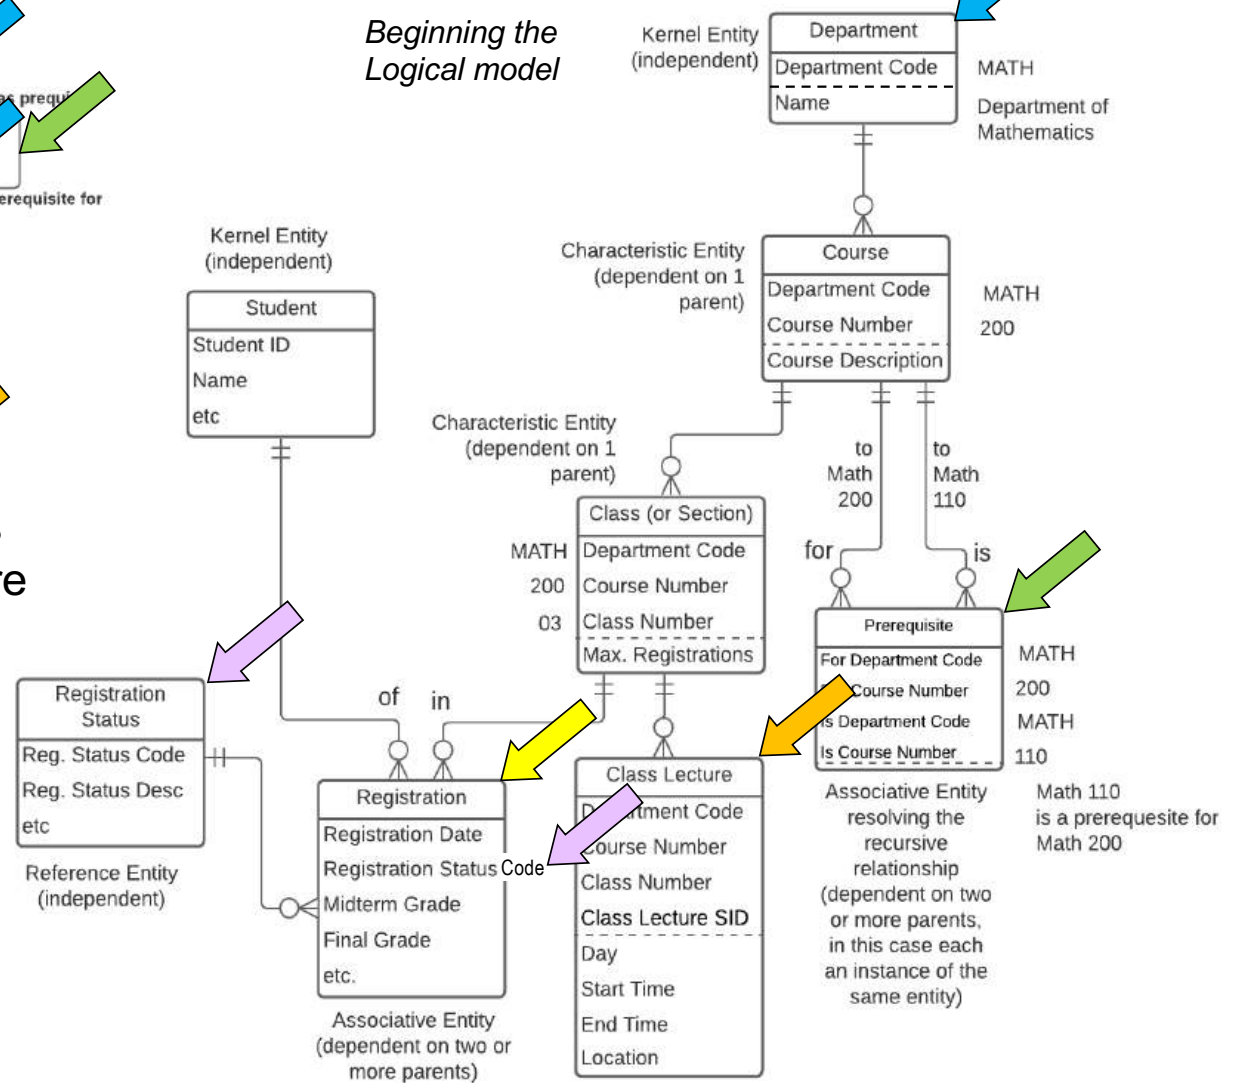 Beginning the
Logical model
Kernel Entity
(independent)
Department
Department Code
Name
MATH
Department of
Mathematics
erequisite for
Kernel Entity
(independent)
Student
Student ID
Name
etc
Characteristic Entity
(dependent on 1
parent)
Course
Department Code
Course Number
Course Description
MATH
200
Characteristic Entity
(dependent on 1
parent)
to
Math
200
to
Math
110
Class (or Section)
MATH Department Code
200 Course Number
03 Class Number
Max. Registrations
for
is
Prerequisite
For Department Code
Course Number
Is Department Code
Is Course Number
MATH
200
MATH
110
Associative Entity
resolving the
recursive
relationship
(dependent on two
or more parents,
in this case each
an instance of the
same entity)
Math 110
is a prerequesite for
Math 200
Registration
Status
Reg. Status Code
Reg. Status Desc
etc
Reference Entity
(independent)
of
in
Registration
Registration Date
Registration Status Code
Midterm Grade
Final Grade
etc.
Associative Entity
(dependent on two or
more parents)
Class Lecture
Department Code
Course Number
Class Number
Class Lecture SID
Day
Start Time
End Time
Location